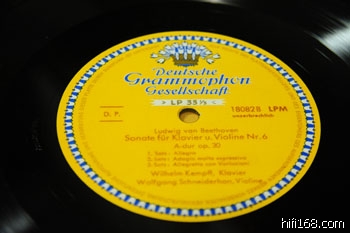 Deutsche
Grammophon
Gesellschaft
> LP 33⅓ <
D. P.
18082 B LPM
unzerbrechlich
Ludwig van Beethoven
Sonate für Klavier u. Violine Nr. 6
A-dur op. 30
1. Satz: Allegro
2. Satz: Adagio molto espressivo
3. Satz: Allegretto con Variazioni
Wilhelm Kempff, Klavier
Wolfgang Schneiderhan, Violine
hifi168.com